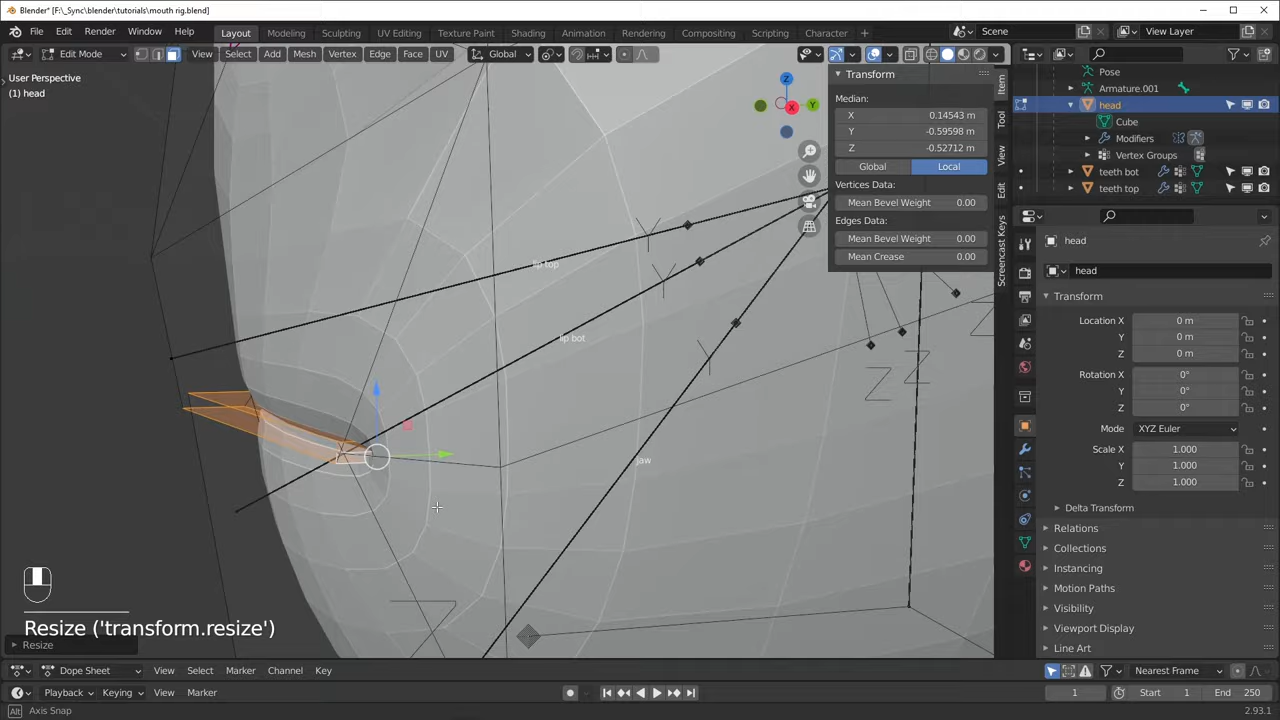 Blender* [F:\_Sync\blender\tutorials\mouth rig.blend]
File Edit Render Window Help Layout Modeling Sculpting UV Editing Texture Paint Shading Animation Rendering Compositing Scripting Character Scene View Layer
Edit Mode View Select Add Mesh Vertex Edge Face UV Global
User Perspective
(1) head
Z
Y
X
Transform
Median:
X 0.14543 m
Y -0.59598 m
Z -0.52712 m
Global Local
Vertices Data:
Mean Bevel Weight 0.00
Edges Data:
Mean Bevel Weight 0.00
Mean Crease 0.00
Item
Tool
View
Edit
Screencast Keys
Pose
Armature.001
head
Cube
Modifiers
Vertex Groups
teeth bot
teeth top
head
head
Transform
Location X 0 m
Y 0 m
Z 0 m
Rotation X 0°
Y 0°
Z 0°
Mode XYZ Euler
Scale X 1.000
Y 1.000
Z 1.000
Delta Transform
Relations
Collections
Instancing
Motion Paths
Visibility
Viewport Display
Line Art
lip top
lip bot
jaw
Resize ('transform.resize')
Resize
Dope Sheet View Select Marker Channel Key Nearest Frame
Playback Keying View Marker 1 Start 1 End 250
Alt Axis Snap 2.93.1